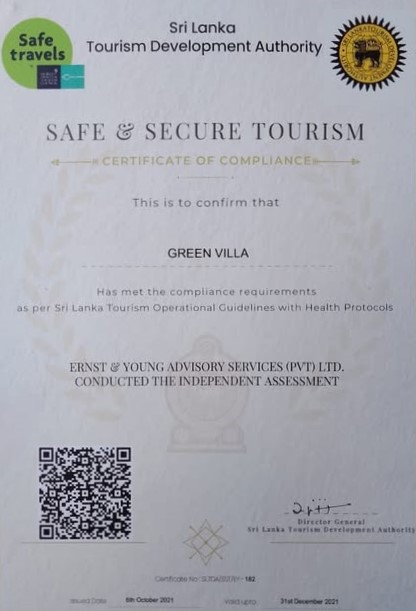 Safe
travels
Sri Lanka
Tourism Development Authority
SAFE & SECURE TOURISM
CERTIFICATE OF COMPLIANCE
This is to confirm that
GREEN VILLA
Has met the compliance requirements
as per Sri Lanka Tourism Operational Guidelines with Health Protocols
ERNST & YOUNG ADVISORY SERVICES (PVT) LTD.
CONDUCTED THE INDEPENDENT ASSESSMENT
Director General
Sri Lanka Tourism Development Authority
Certificate No:
Issued Date 8th October 2021 Valid upto 31st December 2021